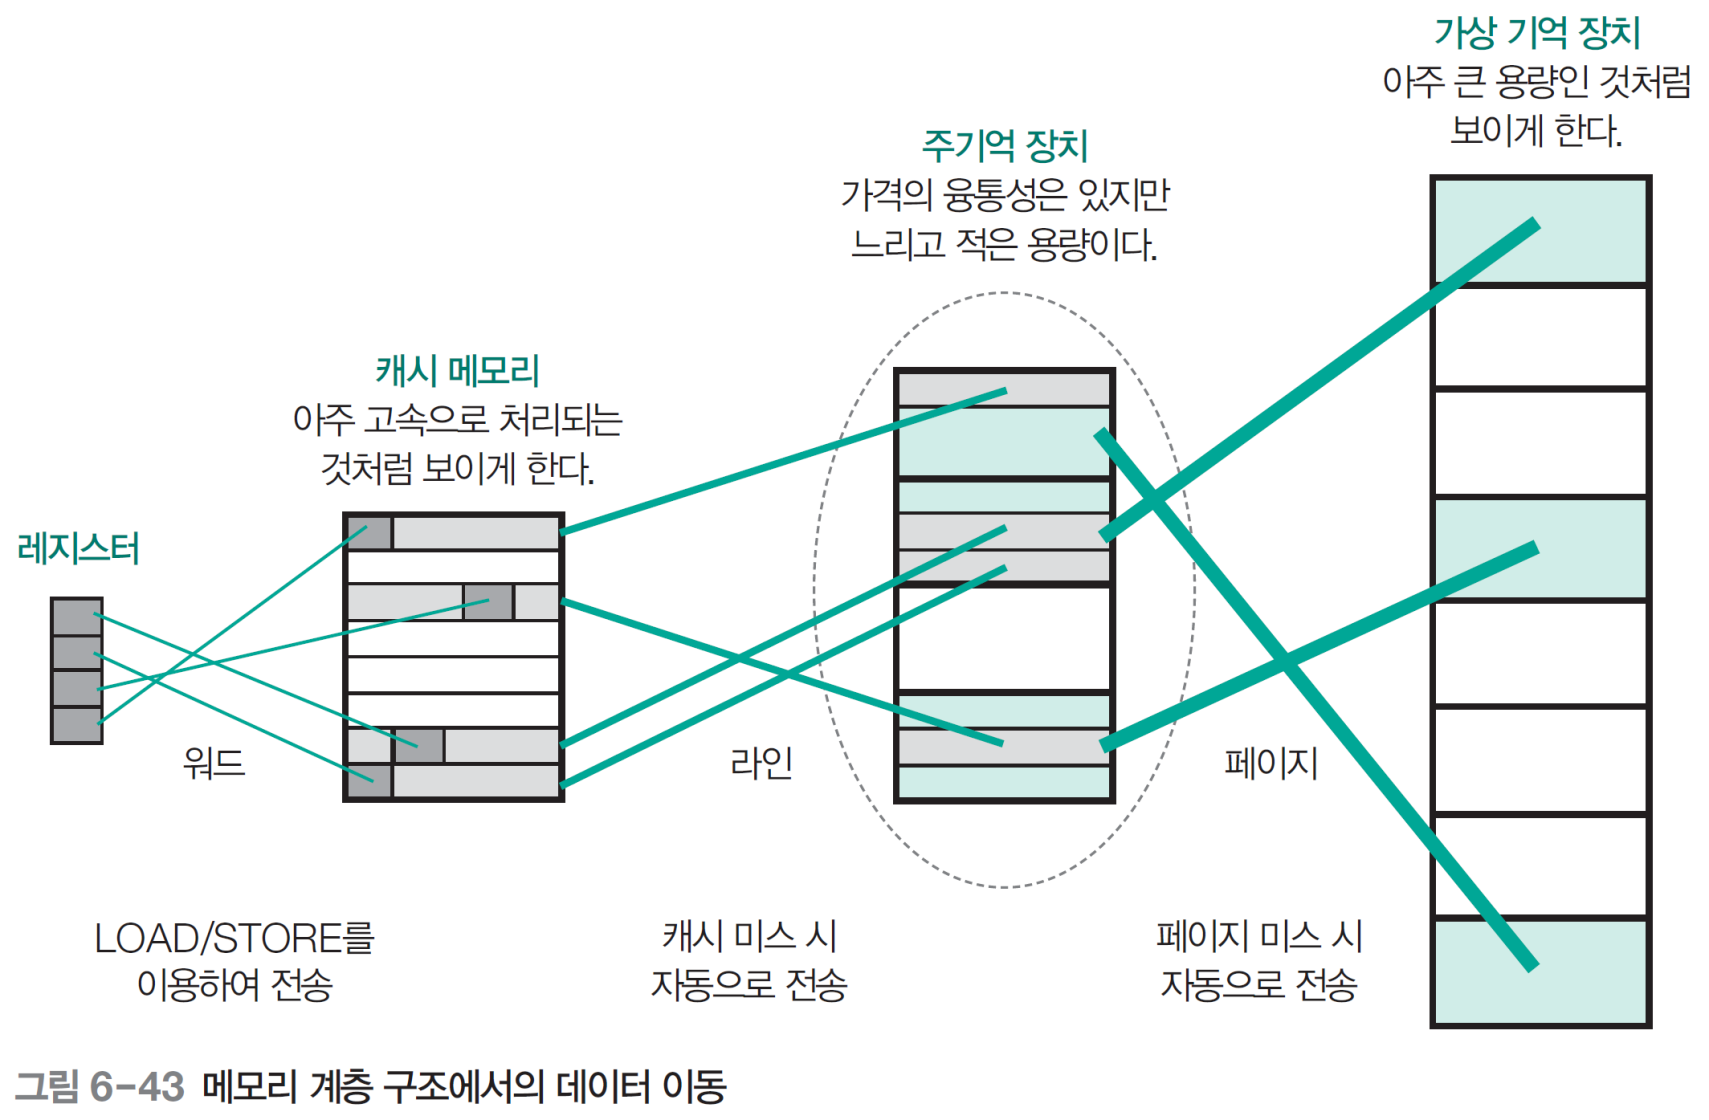 가상 기억 장치
아주 큰 용량인 것처럼
보이게 한다.
주기억 장치
가격의 융통성은 있지만
느리고 적은 용량이다.
캐시 메모리
아주 고속으로 처리되는
것처럼 보이게 한다.
레지스터
워드
라인
페이지
LOAD/STORE를
이용하여 전송
캐시 미스 시
자동으로 전송
페이지 미스 시
자동으로 전송
그림 6-43 메모리 계층 구조에서의 데이터 이동